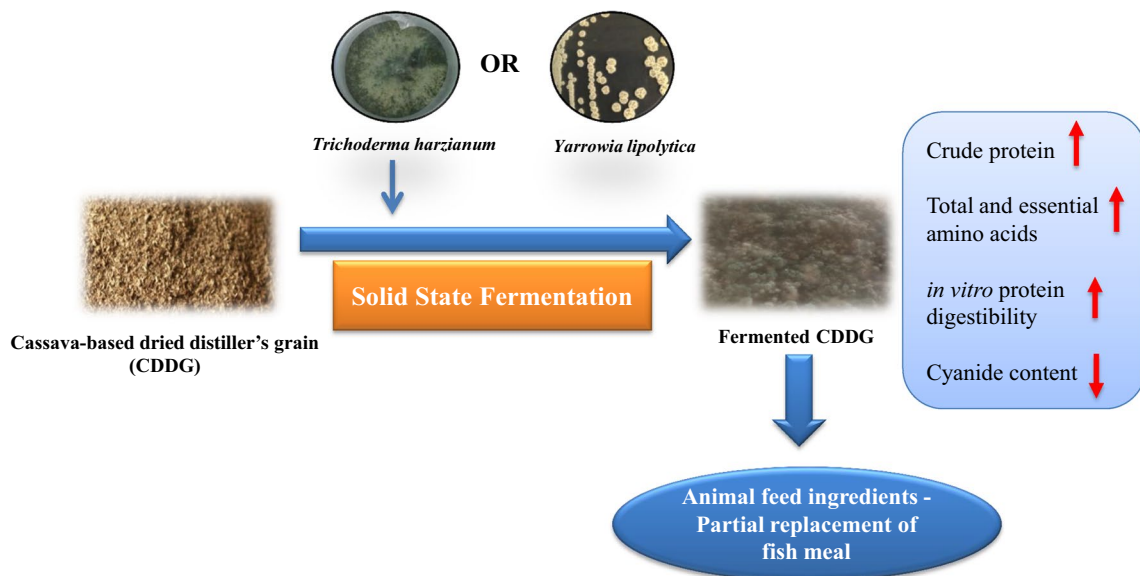 OR
Trichoderma harzianum
Yarrowia lipolytica
Solid State Fermentation
Cassava-based dried distiller's grain
(CDDG)
Fermented CDDG
Crude protein
Total and essential
amino acids
in vitro protein
digestibility
Cyanide content
Animal feed ingredients -
Partial replacement of
fish meal